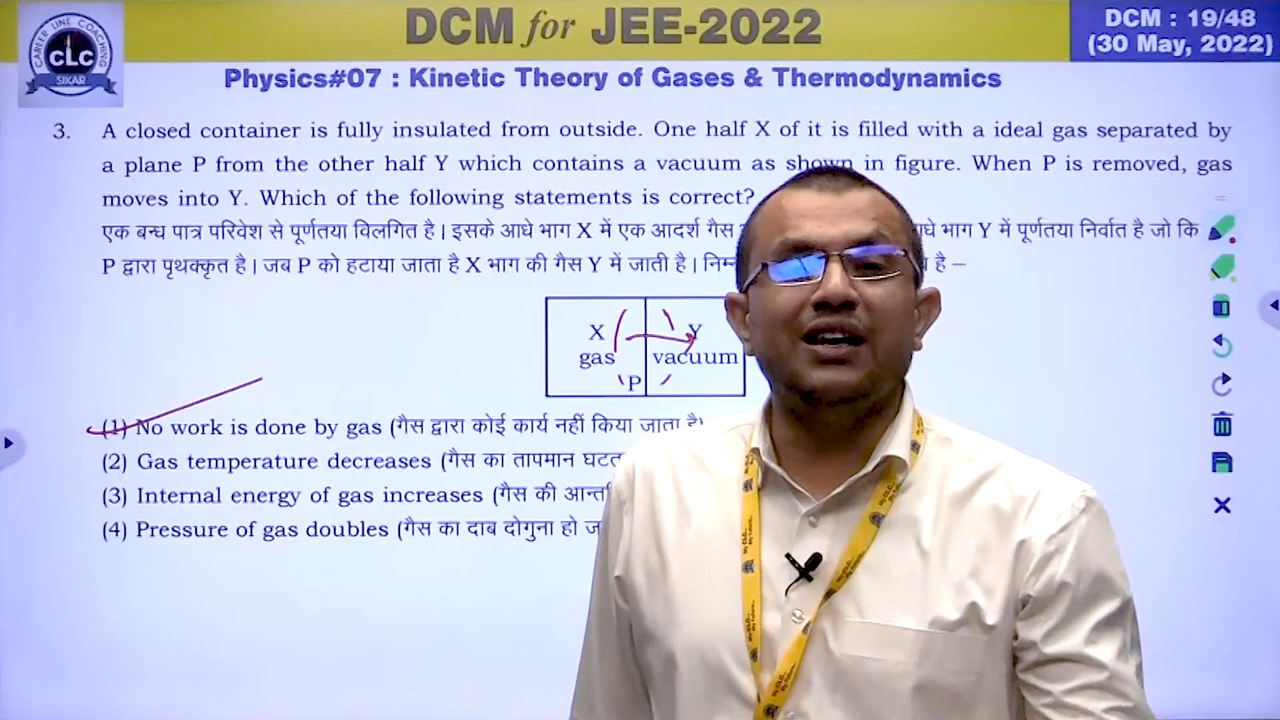 CAREER LINE COACHING
CLC
SIKAR
DCM for JEE-2022
DCM : 19/48
(30 May, 2022)
Physics#07 : Kinetic Theory of Gases & Thermodynamics
3. A closed container is fully insulated from outside. One half X of it is filled with a ideal gas separated by
a plane P from the other half Y which contains a vacuum as shown in figure. When P is removed, gas
moves into Y. Which of the following statements is correct?
एक बन्ध पात्र परिवेश से पूर्णतया विलगित है। इसके आधे भाग X में एक आदर्श गैस भाग Y में पूर्णतया निर्वात है जो कि
P द्वारा पृथक्कृत है। जब P को हटाया जाता है X भाग की गैस Y में जाती है। है –
X Y
gas vacuum
P
(1) No work is done by gas (गैस द्वारा कोई कार्य नहीं किया जाता है)
(2) Gas temperature decreases (गैस का तापमान
(3) Internal energy of gas increases (गैस की
(4) Pressure of gas doubles (गैस का दाब दोगुना हो